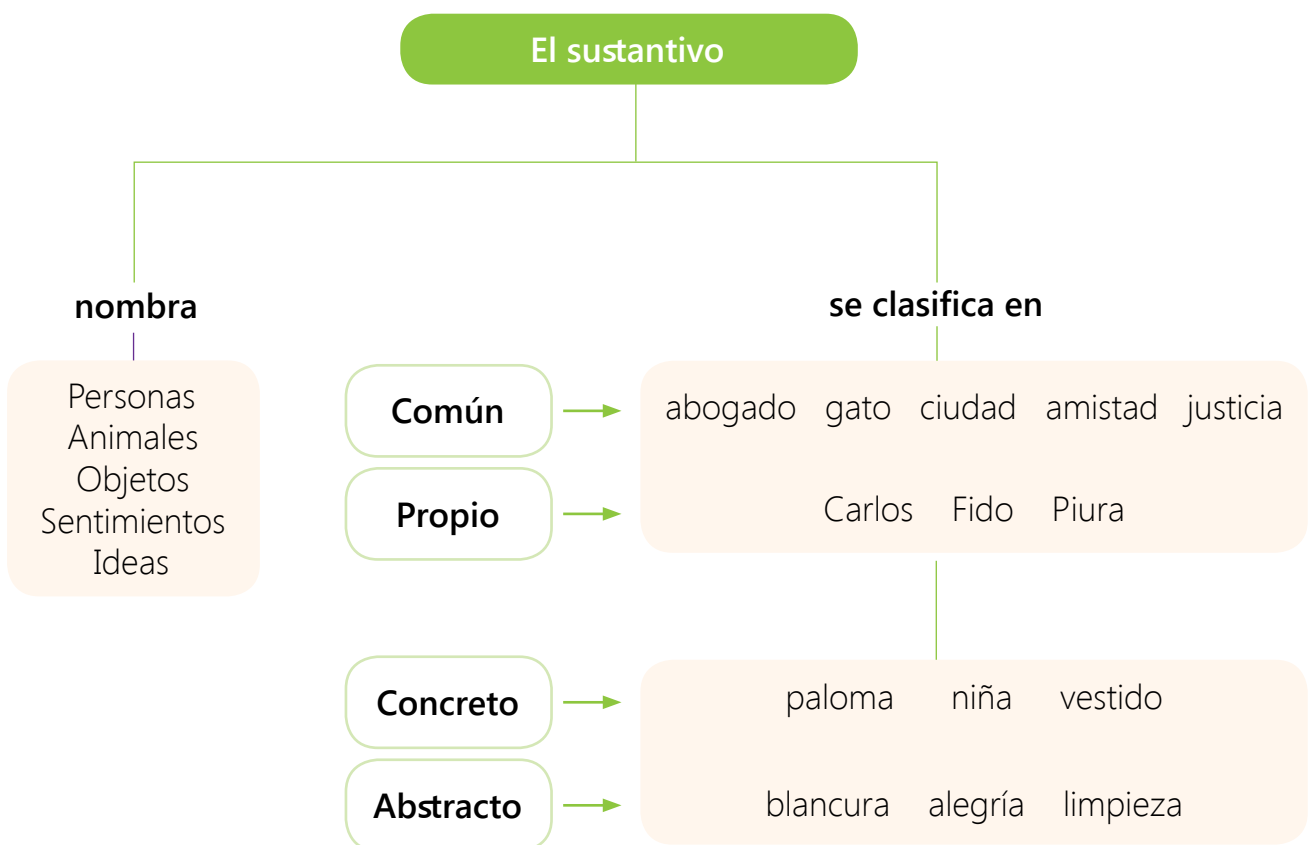 El sustantivo
nombra
Personas
Animales
Objetos
Sentimientos
Ideas
se clasifica en
Común
abogado gato ciudad amistad justicia
Propio
Carlos Fido Piura
Concreto
paloma niña vestido
Abstracto
blancura alegría limpieza